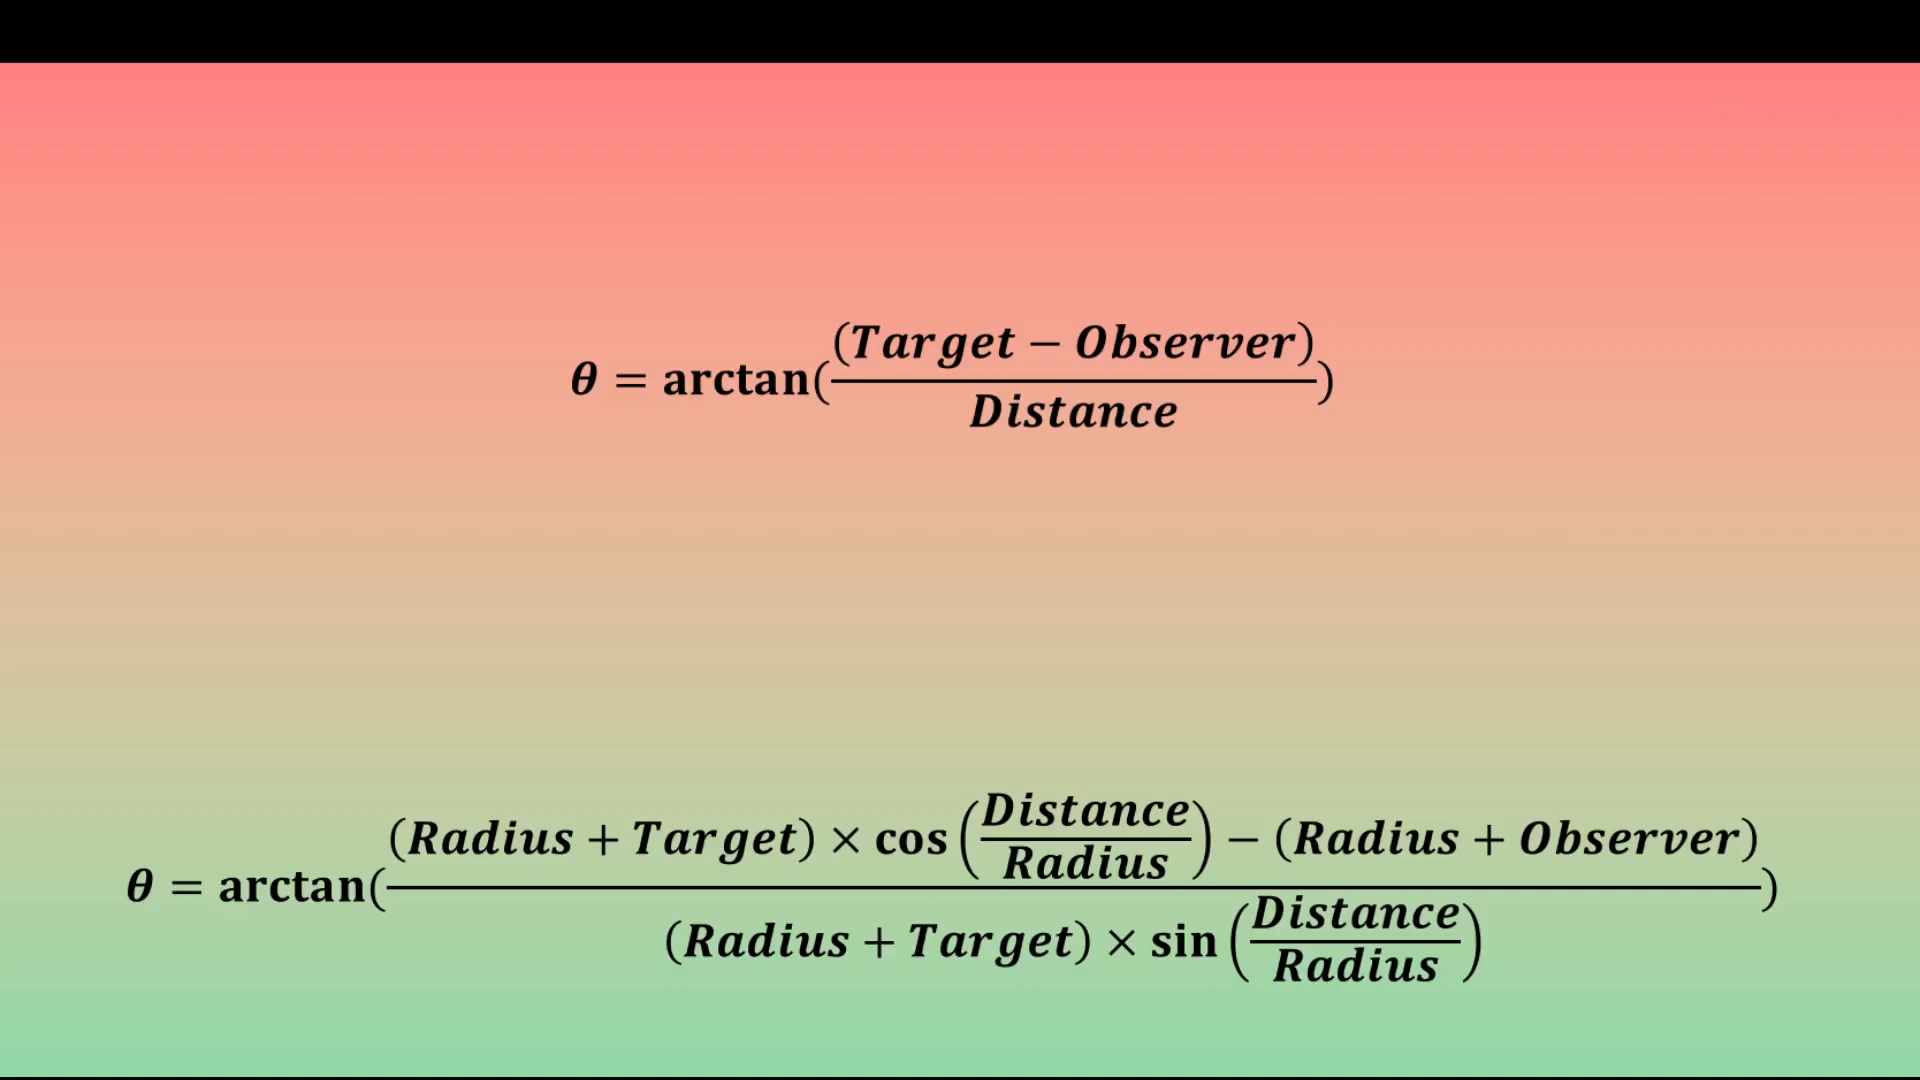 θ = arctan((Target − Observer) / Distance)
θ = arctan(((Radius + Target) × cos(Distance / Radius) − (Radius + Observer)) / ((Radius + Target) × sin(Distance / Radius)))